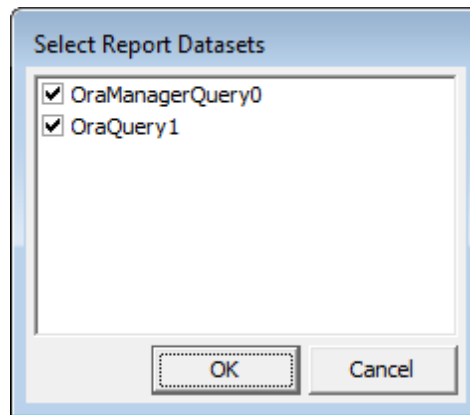 Select Report Datasets
OraManagerQuery0
OraQuery1
OK
Cancel